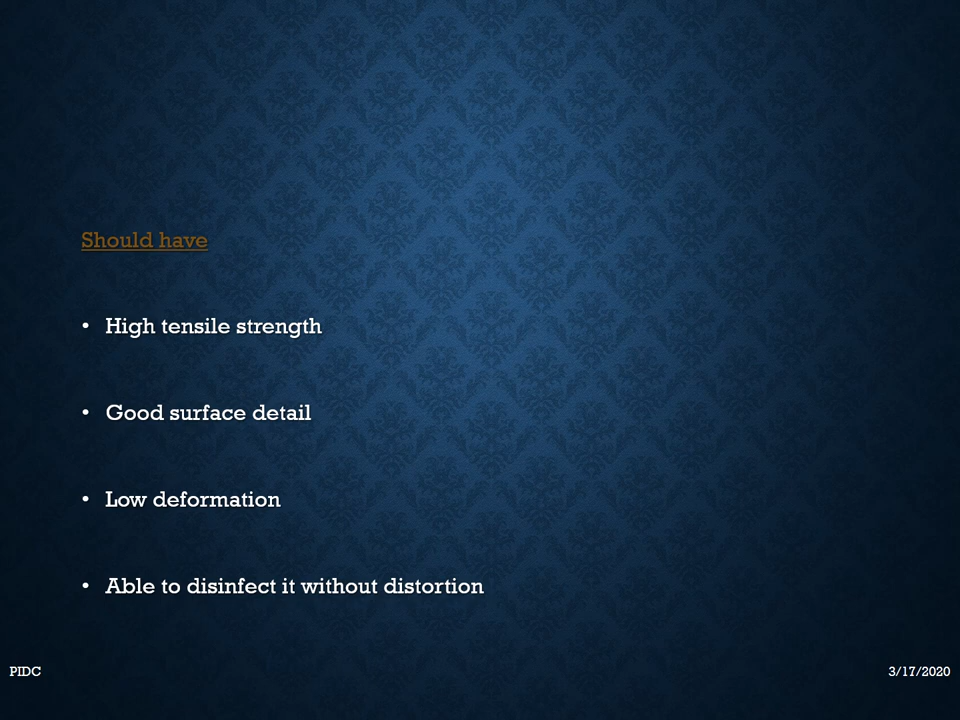 Should have
• High tensile strength
• Good surface detail
• Low deformation
• Able to disinfect it without distortion
PIDC
3/17/2020